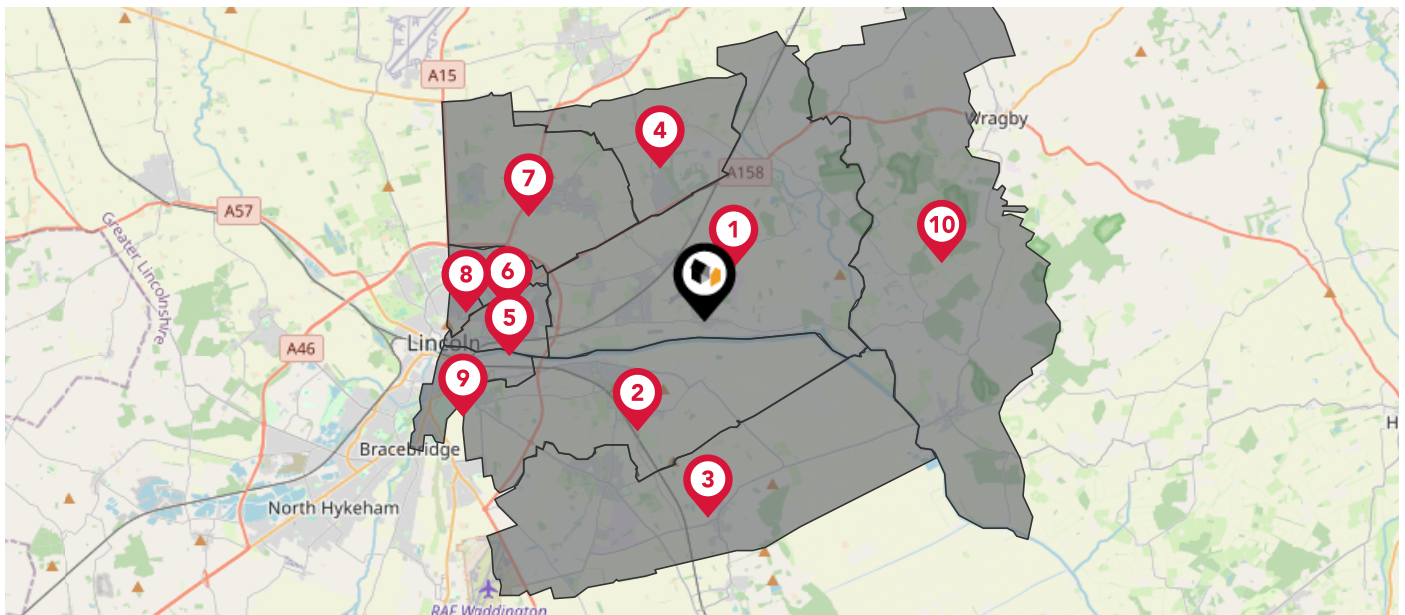 A15
4
Wragby
7
A158
A57
1
10
Greater Lincolnshire
8
6
5
Lincoln
A46
9
2
Bracebridge
3
North Hykeham
H
RAF Waddington